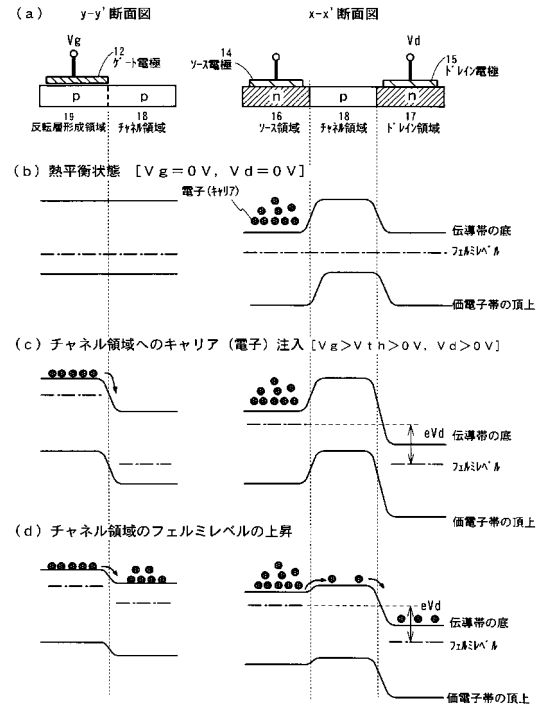 (a) y-y'断面図 x-x'断面図
Vg 12 ゲート電極
14 ソース電極
Vd 15 ドレイン電極
p p
n p n
19 18
反転層形成領域 チャネル領域
16 18 17
ソース領域 チャネル領域 ドレイン領域
(b) 熱平衡状態 [Vg=0V, Vd=0V]
電子(キャリア)
伝導帯の底
フェルミレベル
価電子帯の頂上
(c) チャネル領域へのキャリア(電子)注入 [Vg>Vth>0V, Vd>0V]
eVd 伝導帯の底
フェルミレベル
価電子帯の頂上
(d) チャネル領域のフェルミレベルの上昇
eVd
伝導帯の底
フェルミレベル
価電子帯の頂上